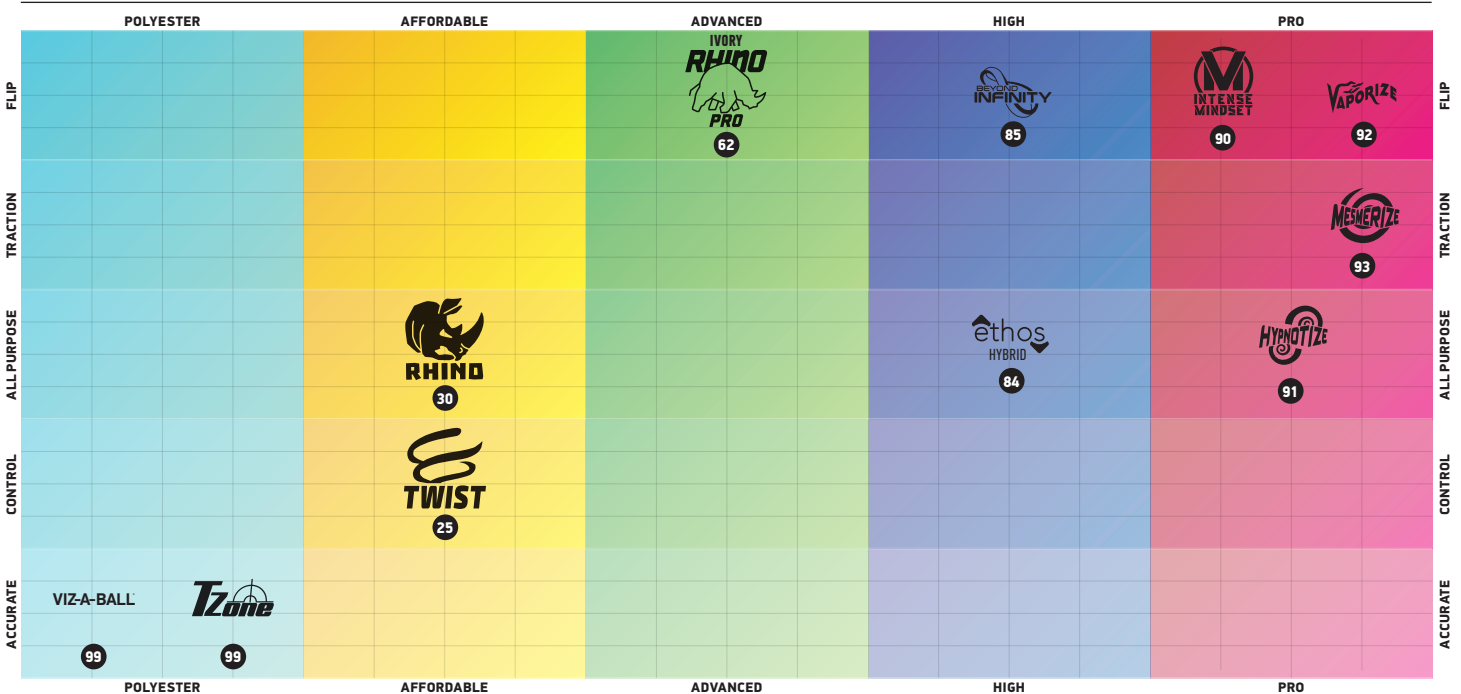 POLYESTER AFFORDABLE ADVANCED HIGH PRO
FLIP
IVORY
RHINO
PRO
62
BEYOND
INFINITY
85
INTENSE
MINDSET
90
VAPORIZE
92
FLIP
TRACTION
MESMERIZE
93
TRACTION
ALL PURPOSE
RHINO
30
ethos
HYBRID
84
HYPNOTIZE
91
ALL PURPOSE
CONTROL
TWIST
25
CONTROL
ACCURATE
VIZ-A-BALL
99
TZone
99
ACCURATE
POLYESTER AFFORDABLE ADVANCED HIGH PRO